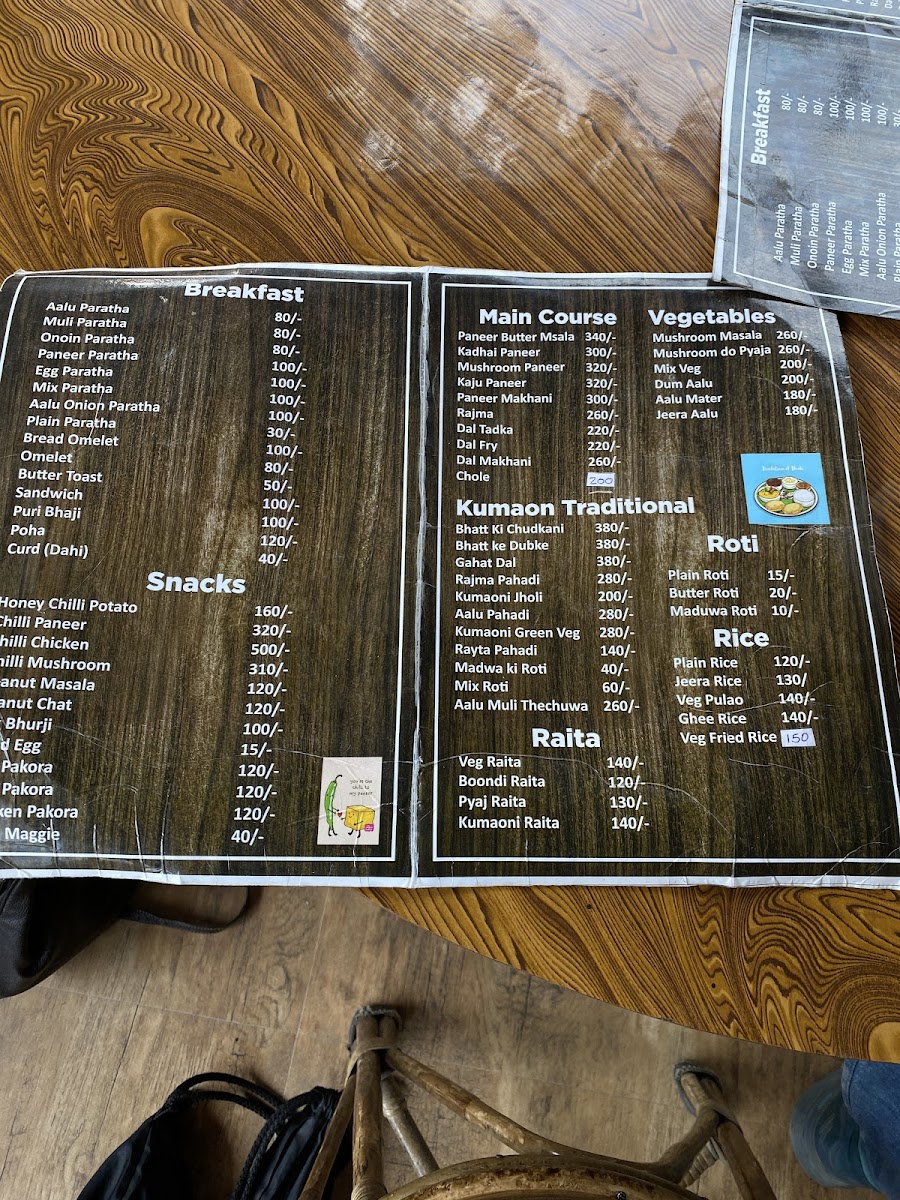 Breakfast
Aalu Paratha 80/-
Muli Paratha 80/-
Onoin Paratha 80/-
Paneer Paratha 100/-
Egg Paratha 100/-
Mix Paratha 100/-
Aalu Onion Paratha 100/-
Plain Paratha 30/-
Bread Omelet 100/-
Omelet 80/-
Butter Toast 50/-
Sandwich 100/-
Puri Bhaji 100/-
Poha 120/-
Curd (Dahi) 40/-
Snacks
Honey Chilli Potato 160/-
Chilli Paneer 320/-
hilli Chicken 500/-
hilli Mushroom 310/-
anut Masala 120/-
anut Chat 120/-
Bhurji 100/-
d Egg 15/-
Pakora 120/-
Pakora 120/-
ken Pakora 120/-
Maggie 40/-
you're the
chilli to
my paneer
Main Course
Paneer Butter Msala 340/-
Kadhai Paneer 300/-
Mushroom Paneer 320/-
Kaju Paneer 320/-
Paneer Makhani 300/-
Rajma 260/-
Dal Tadka 220/-
Dal Fry 220/-
Dal Makhani 260/-
Chole 200
Kumaon Traditional
Bhatt Ki Chudkani 380/-
Bhatt ke Dubke 380/-
Gahat Dal 380/-
Rajma Pahadi 280/-
Kumaoni Jholi 200/-
Aalu Pahadi 280/-
Kumaoni Green Veg 280/-
Rayta Pahadi 140/-
Madwa ki Roti 40/-
Mix Roti 60/-
Aalu Muli Thechuwa 260/-
Raita
Veg Raita 140/-
Boondi Raita 120/-
Pyaj Raita 130/-
Kumaoni Raita 140/-
Vegetables
Mushroom Masala 260/-
Mushroom do Pyaja 260/-
Mix Veg 200/-
Dum Aalu 200/-
Aalu Mater 180/-
Jeera Aalu 180/-
Roti
Plain Roti 15/-
Butter Roti 20/-
Maduwa Roti 10/-
Rice
Plain Rice 120/-
Jeera Rice 130/
Veg Pulao 140/-
Ghee Rice 140/-
Veg Fried Rice 150
Breakfast
Aalu Paratha 80/-
Muli Paratha 80/-
Onoin Paratha 80/-
Paneer Paratha 100/-
Egg Paratha 100/-
Mix Paratha 100/-
Aalu Onion Paratha 100/-
Plain Paratha 30/-